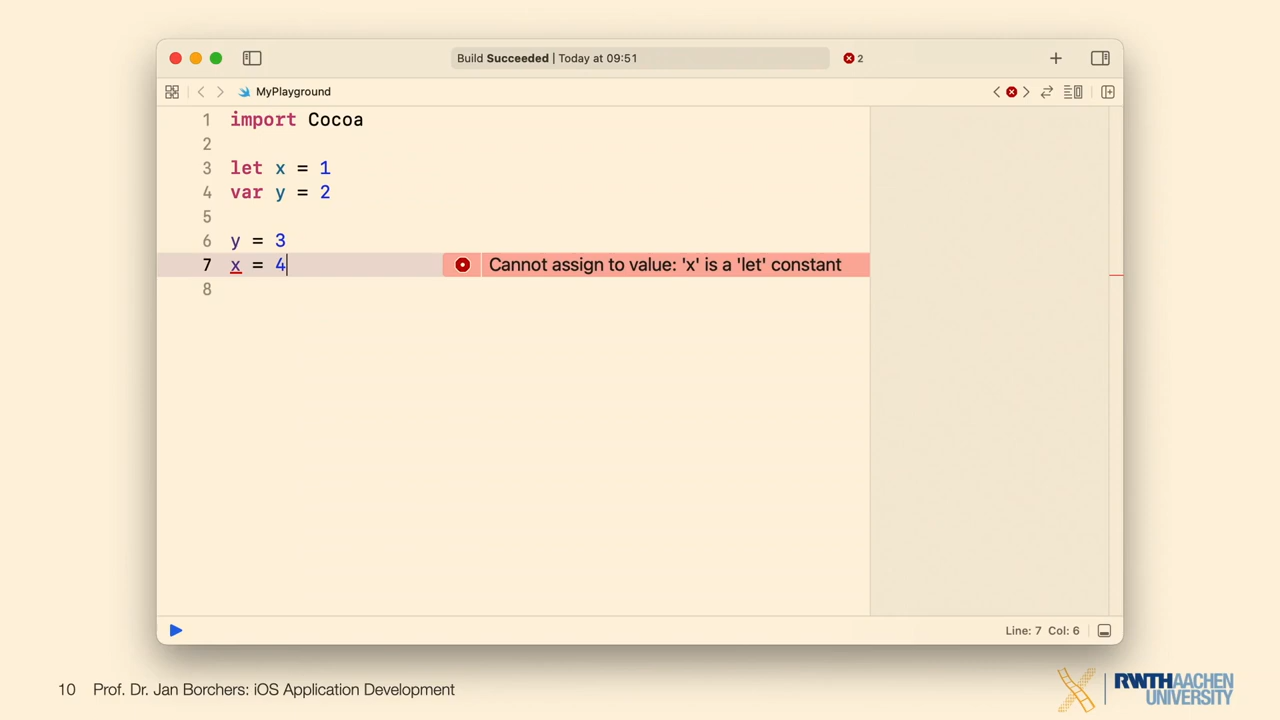 Build Succeeded | Today at 09:51
2
MyPlayground
1 import Cocoa
2
3 let x = 1
4 var y = 2
5
6 y = 3
7 x = 4 Cannot assign to value: 'x' is a 'let' constant
8
Line: 7 Col: 6
10 Prof. Dr. Jan Borchers: iOS Application Development
RWTHAACHEN
UNIVERSITY